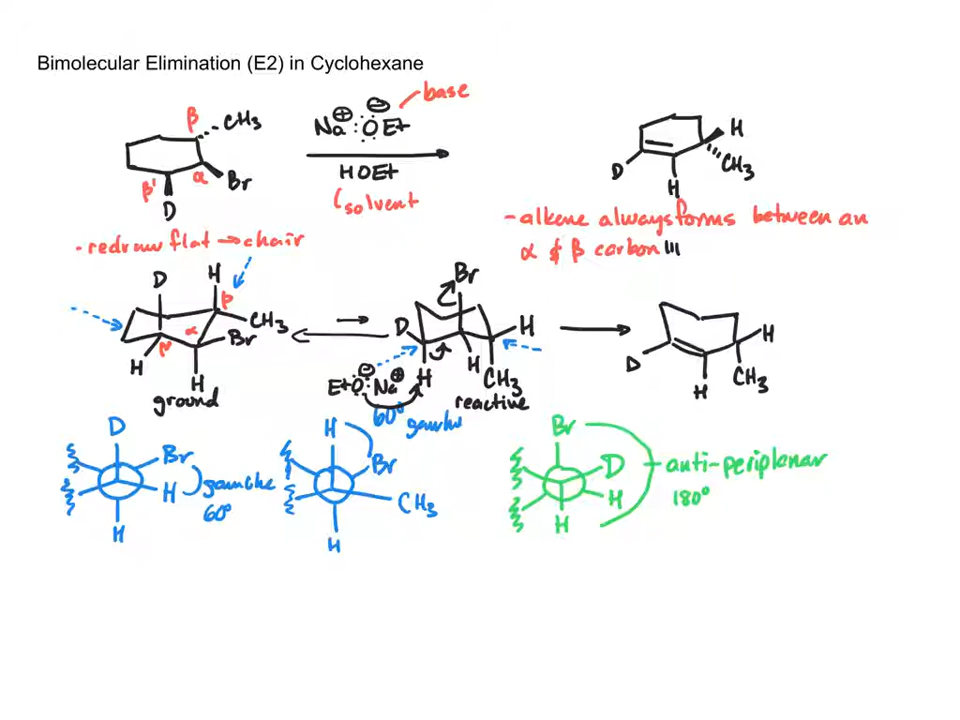 Bimolecular Elimination (E2) in Cyclohexane
base
β CH₃ Na⊕ :OEt⊖ H
β' α Br HOEt D CH₃
D (solvent H
-alkene always forms between an
α & β carbon!!!
-redraw flat → chair
D H Br
β CH₃ D H H
α Br D
H H EtO⊖ Na⊕ H H CH₃ H CH₃
ground 60° gauche reactive
D H Br
Br Br D anti-periplanar
H gauche CH₃ H 180°
60°
H H H